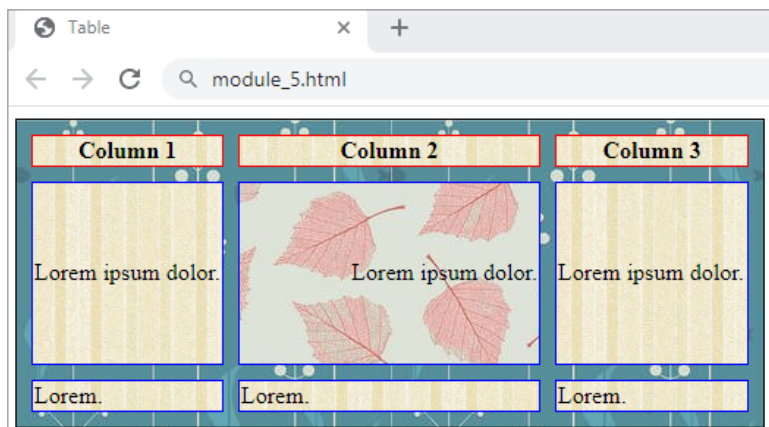 Table
module_5.html
Column 1 Column 2 Column 3
Lorem ipsum dolor. Lorem ipsum dolor. Lorem ipsum dolor.
Lorem. Lorem. Lorem.